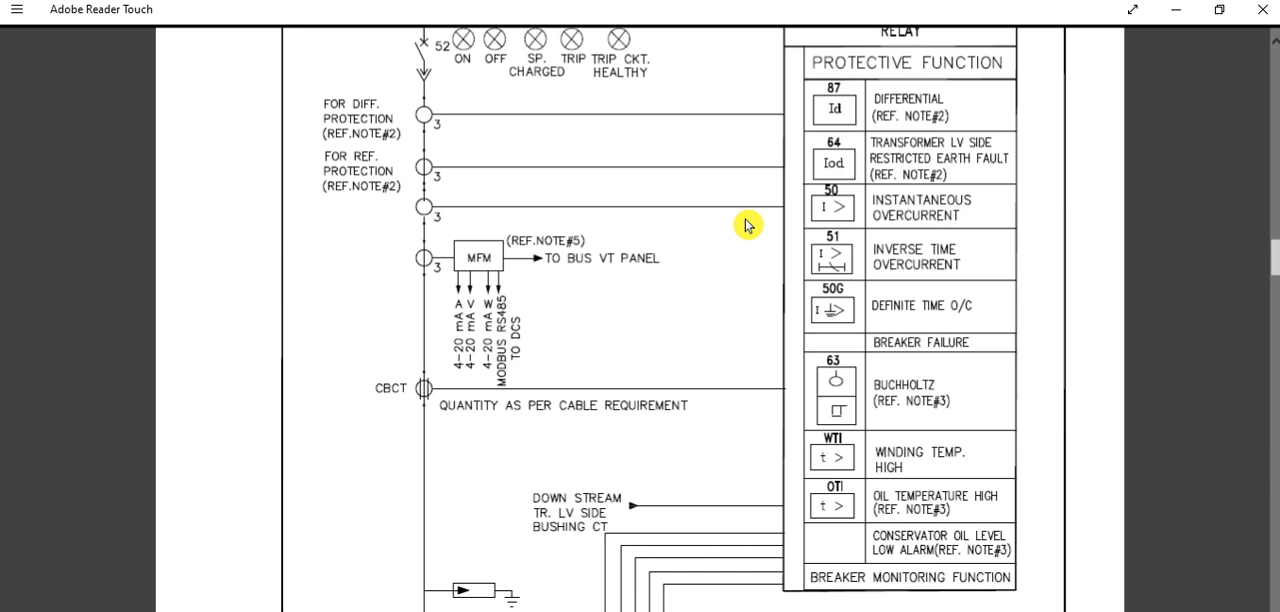 Adobe Reader Touch
RELAY
52
ON OFF SP. CHARGED TRIP TRIP CKT. HEALTHY
PROTECTIVE FUNCTION
FOR DIFF.
PROTECTION
(REF.NOTE#2)
3
FOR REF.
PROTECTION
(REF.NOTE#2)
3
3
3
MFM
(REF.NOTE#5)
TO BUS VT PANEL
A 4-20 mA
V 4-20 mA
W 4-20 mA
MODBUS RS485
TO DCS
CBCT
QUANTITY AS PER CABLE REQUIREMENT
DOWN STREAM
TR. LV SIDE
BUSHING CT
87
Id
DIFFERENTIAL
(REF. NOTE#2)
64
Iod
TRANSFORMER LV SIDE
RESTRICTED EARTH FAULT
(REF. NOTE#2)
50
I >
INSTANTANEOUS
OVERCURRENT
51
I >
INVERSE TIME
OVERCURRENT
50G
I >
DEFINITE TIME O/C
BREAKER FAILURE
63
BUCHHOLTZ
(REF. NOTE#3)
WTI
t >
WINDING TEMP.
HIGH
OTI
t >
OIL TEMPERATURE HIGH
(REF. NOTE#3)
CONSERVATOR OIL LEVEL
LOW ALARM(REF. NOTE#3)
BREAKER MONITORING FUNCTION